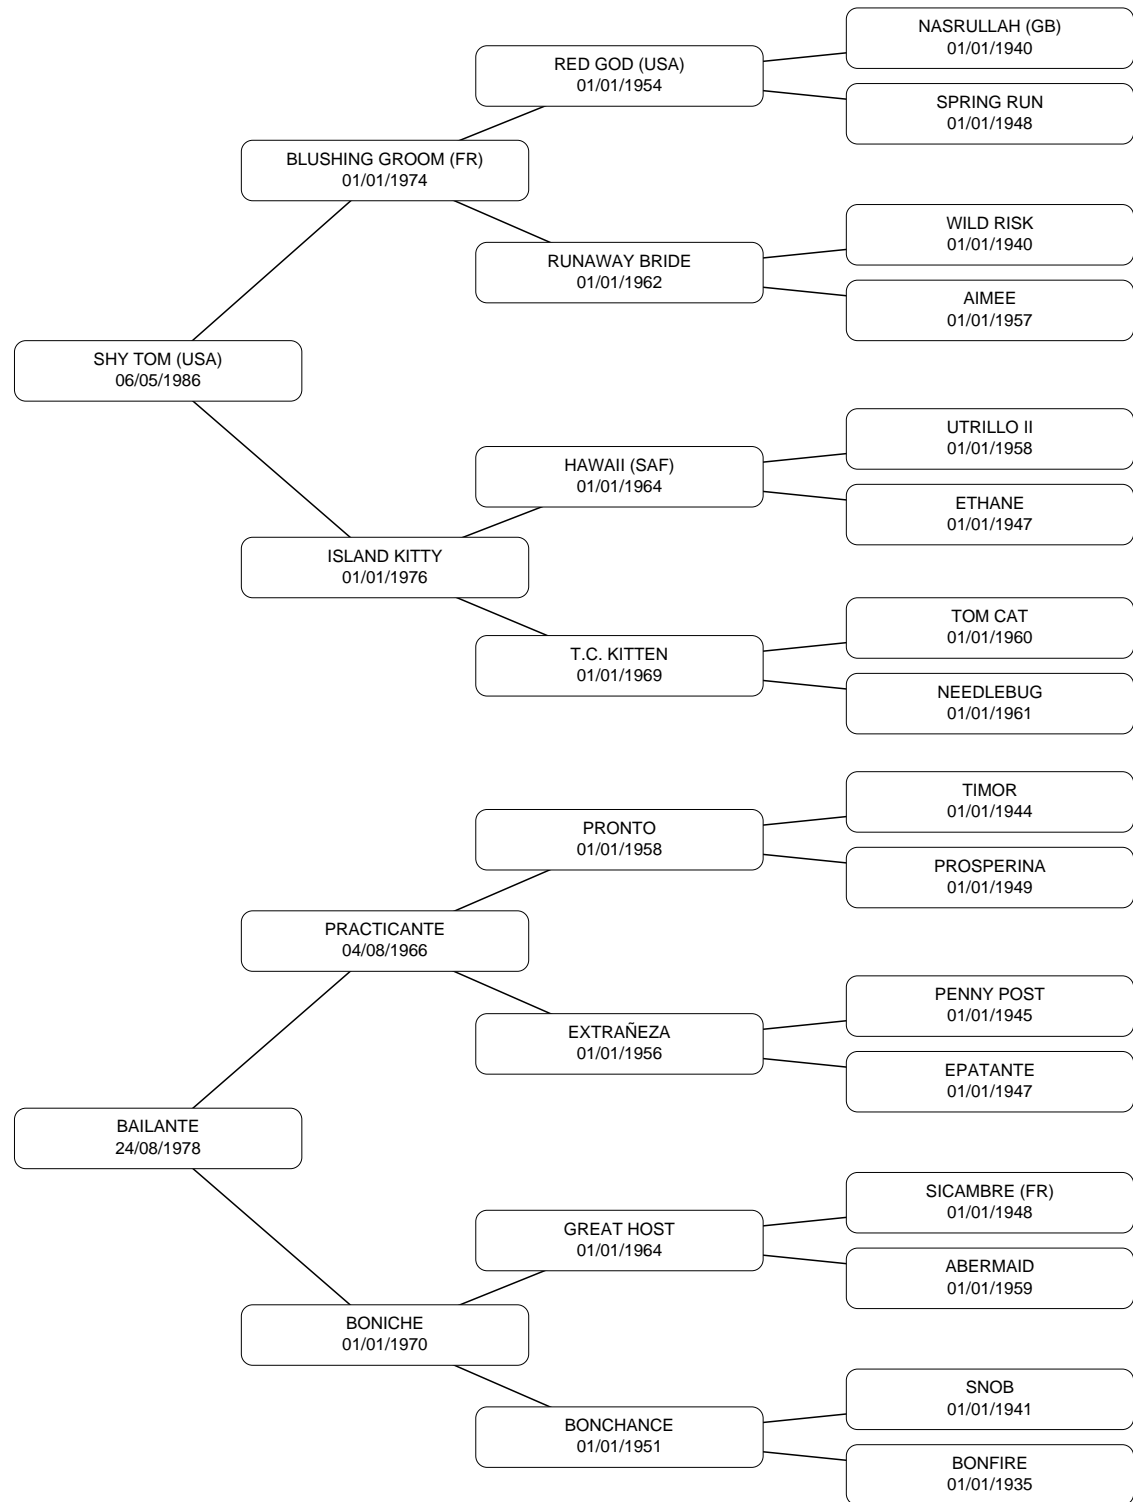 NASRULLAH (GB)
01/01/1940
RED GOD (USA)
01/01/1954
SPRING RUN
01/01/1948
BLUSHING GROOM (FR)
01/01/1974
WILD RISK
01/01/1940
RUNAWAY BRIDE
01/01/1962
AIMEE
01/01/1957
SHY TOM (USA)
06/05/1986
UTRILLO II
01/01/1958
HAWAII (SAF)
01/01/1964
ETHANE
01/01/1947
ISLAND KITTY
01/01/1976
TOM CAT
01/01/1960
T.C. KITTEN
01/01/1969
NEEDLEBUG
01/01/1961
TIMOR
01/01/1944
PRONTO
01/01/1958
PROSPERINA
01/01/1949
PRACTICANTE
04/08/1966
PENNY POST
01/01/1945
EXTRAÑEZA
01/01/1956
EPATANTE
01/01/1947
BAILANTE
24/08/1978
SICAMBRE (FR)
01/01/1948
GREAT HOST
01/01/1964
ABERMAID
01/01/1959
BONICHE
01/01/1970
SNOB
01/01/1941
BONCHANCE
01/01/1951
BONFIRE
01/01/1935